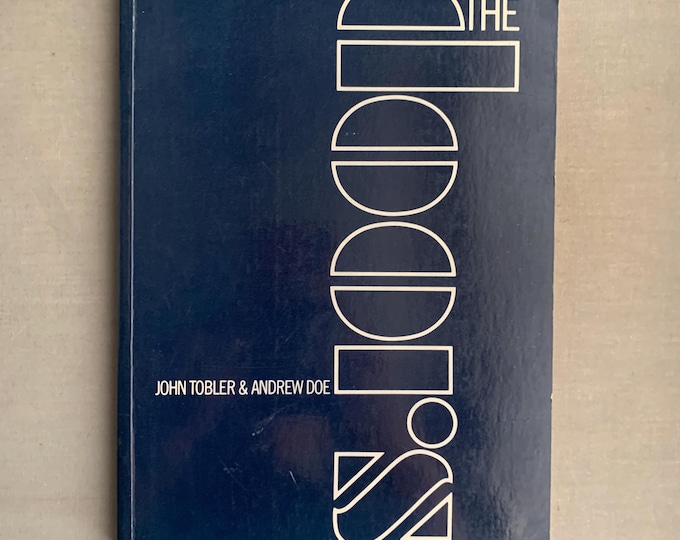 THE
DOORS
JOHN TOBLER & ANDREW DOE